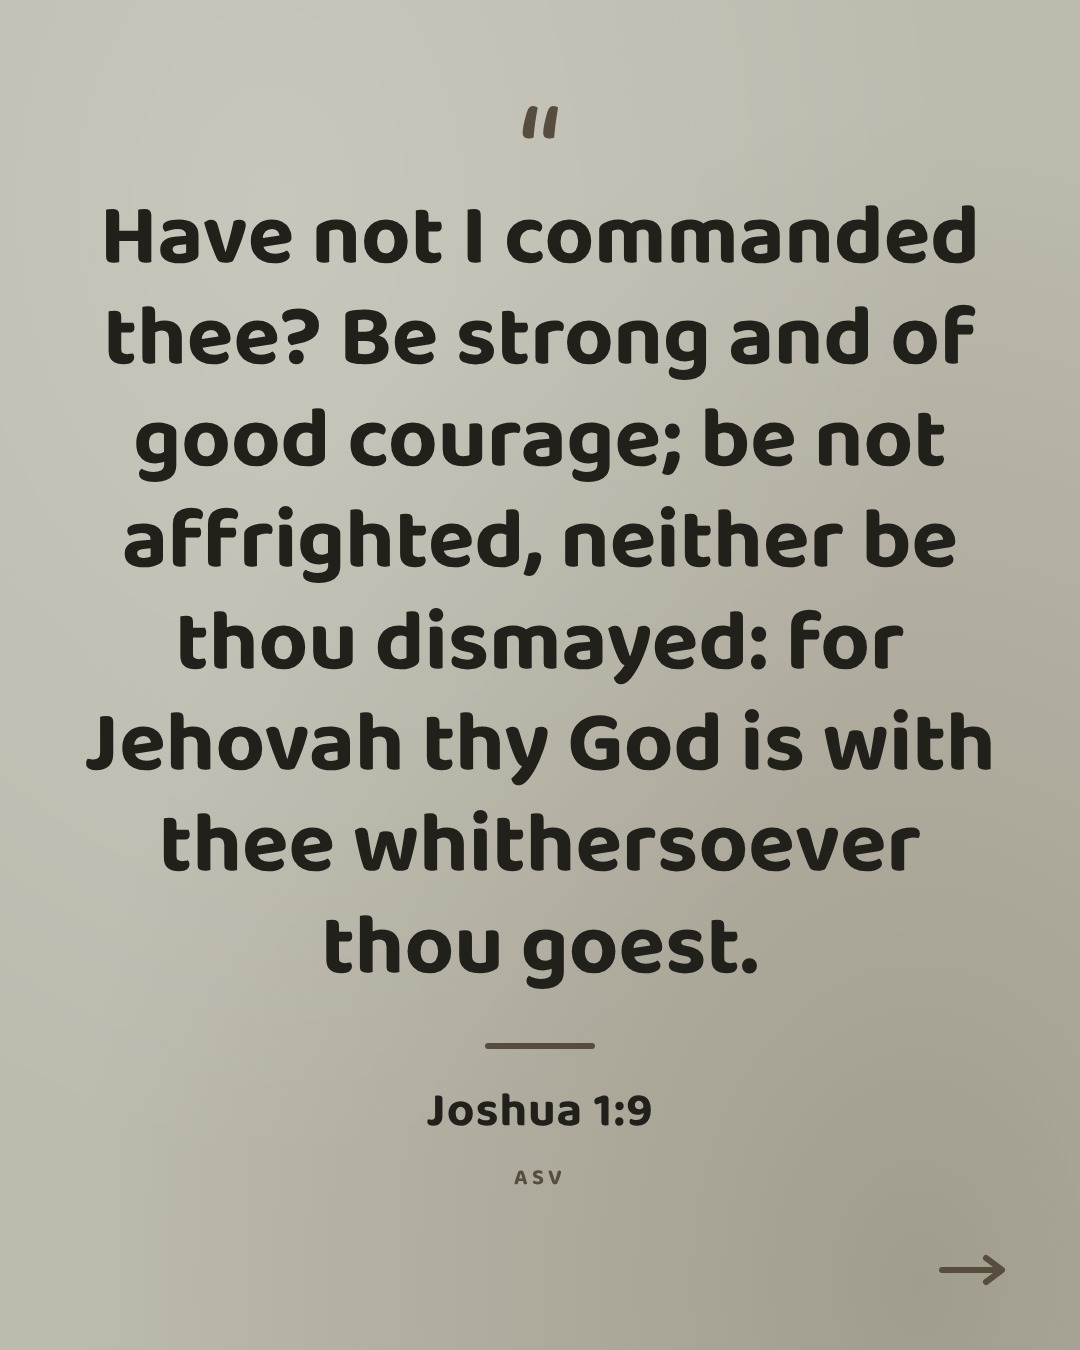 “
Have not I commanded
thee? Be strong and of
good courage; be not
affrighted, neither be
thou dismayed: for
Jehovah thy God is with
thee whithersoever
thou goest.
Joshua 1:9
ASV